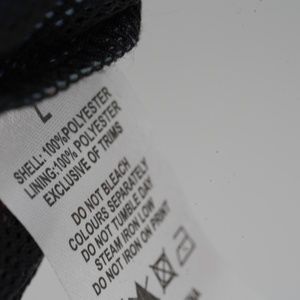 L
SHELL:100%POLYESTER
LINING:100% POLYESTER
EXCLUSIVE OF TRIMS
DO NOT BLEACH
COLOURS SEPARATELY
DO NOT TUMBLE DAY
STEAM IRON LOW
DO NOT IRON ON PRINT